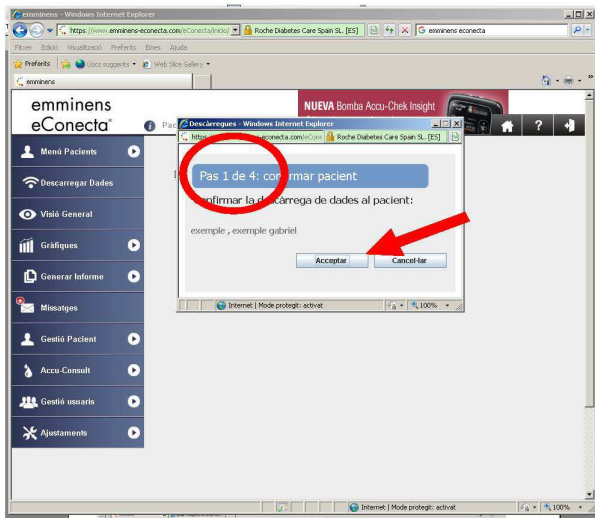 emminens - Windows Internet Explorer
https://www.emminens-econecta.com/eConecta/inicio/
Roche Diabetes Care Spain SL. [ES]
emminens econecta
Fitxer Edició Visualització Preferits Eines Ajuda
Preferits
Llocs suggerits
Web Slice Gallery
emminens
emminens
eConecta
NUEVA Bomba Accu-Chek Insight
Pac
?
Menú Pacients
Descarregar Dades
Visió General
Gràfiques
Generar Informe
Missatges
Gestió Pacient
Accu-Consult
Gestió usuaris
Ajustaments
Descàrregues - Windows Internet Explorer
Roche Diabetes Care Spain SL. [ES]
Pas 1 de 4: confirmar pacient
Confirmar la descàrrega de dades al pacient:
exemple , exemple gabriel
Acceptar
Cancel·lar
Internet | Mode protegit: activat
100%
Internet | Mode protegit: activat
100%